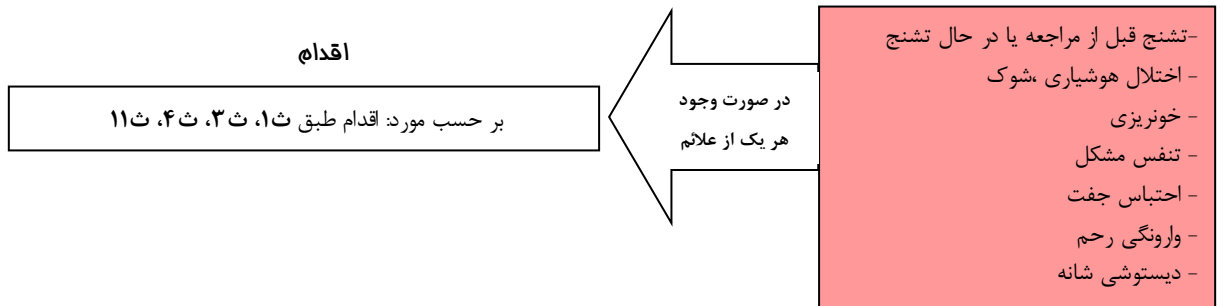 -تشنج قبل از مراجعه یا در حال تشنج
- اختلال هوشیاری ،شوک
- خونریزی
- تنفس مشکل
- احتباس جفت
- وارونگی رحم
- دیستوشی شانه
در صورت وجود
هر یک از علائم
اقدام
بر حسب مورد: اقدام طبق ث۱، ث۳، ث۴، ث۱۱